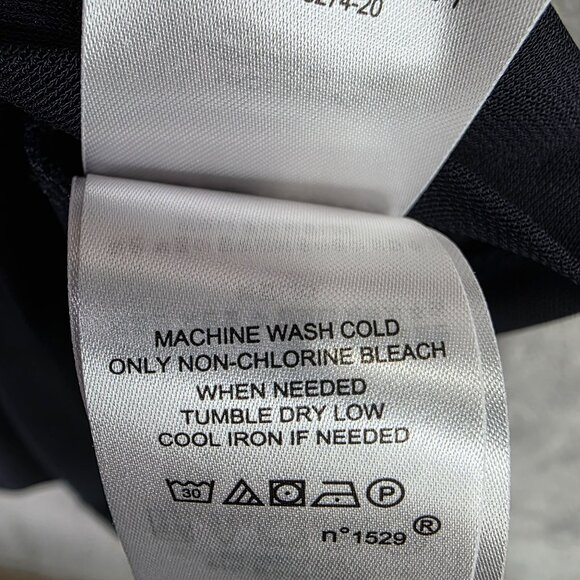 MACHINE WASH COLD
ONLY NON-CHLORINE BLEACH
WHEN NEEDED
TUMBLE DRY LOW
COOL IRON IF NEEDED
30 P
n°1529®